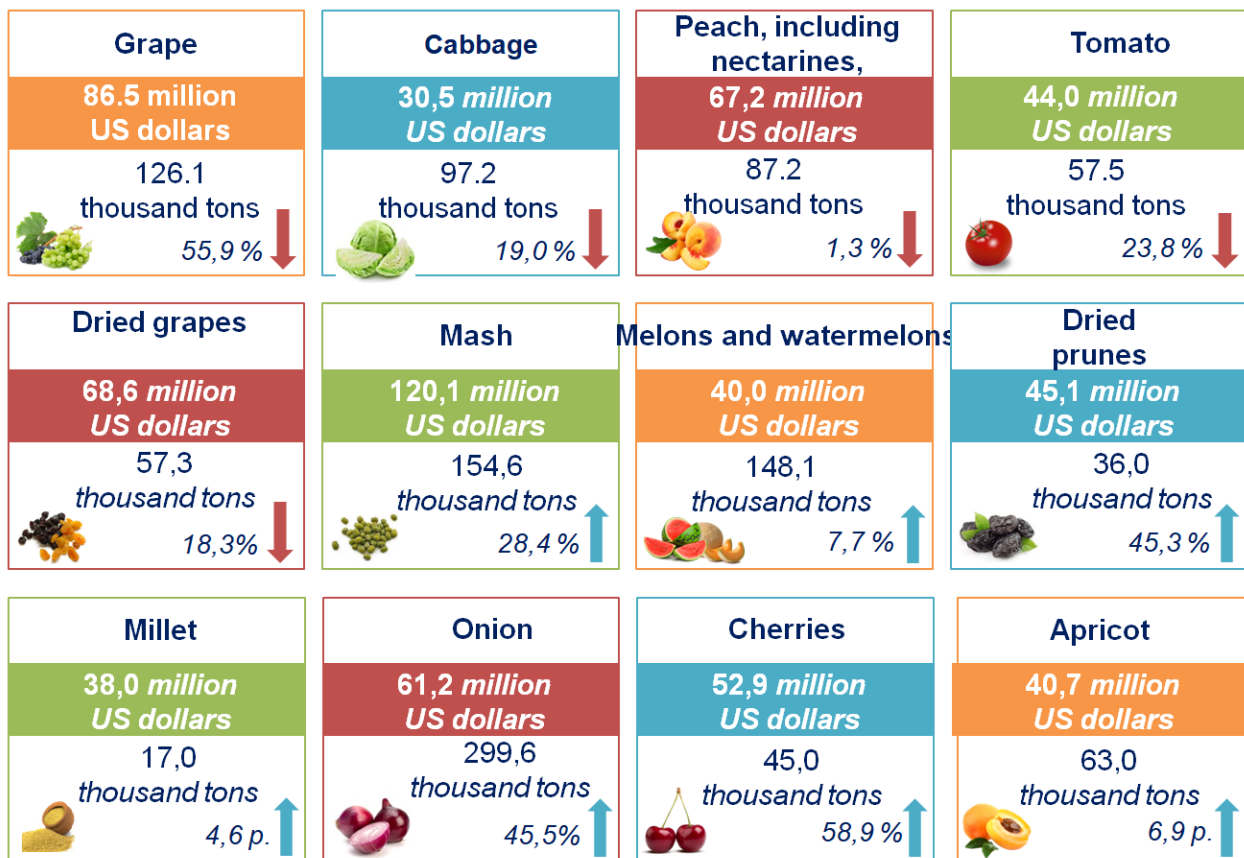 Grape
86.5 million
US dollars
126.1
thousand tons
55,9 %
Cabbage
30,5 million
US dollars
97.2
thousand tons
19,0 %
Peach, including
nectarines,
67,2 million
US dollars
87.2
thousand tons
1,3 %
Tomato
44,0 million
US dollars
57.5
thousand tons
23,8 %
Dried grapes
68,6 million
US dollars
57,3
thousand tons
18,3%
Mash
120,1 million
US dollars
154,6
thousand tons
28,4 %
Melons and watermelons
40,0 million
US dollars
148,1
thousand tons
7,7 %
Dried
prunes
45,1 million
US dollars
36,0
thousand tons
45,3 %
Millet
38,0 million
US dollars
17,0
thousand tons
4,6 p.
Onion
61,2 million
US dollars
299,6
thousand tons
45,5%
Cherries
52,9 million
US dollars
45,0
thousand tons
58,9 %
Apricot
40,7 million
US dollars
63,0
thousand tons
6,9 p.